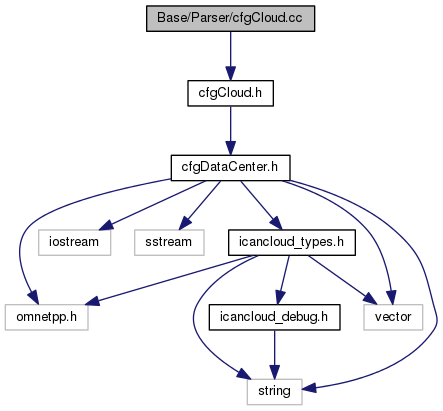 Base/Parser/cfgCloud.cc
cfgCloud.h
cfgDataCenter.h
iostream
sstream
icancloud_types.h
omnetpp.h
icancloud_debug.h
vector
string